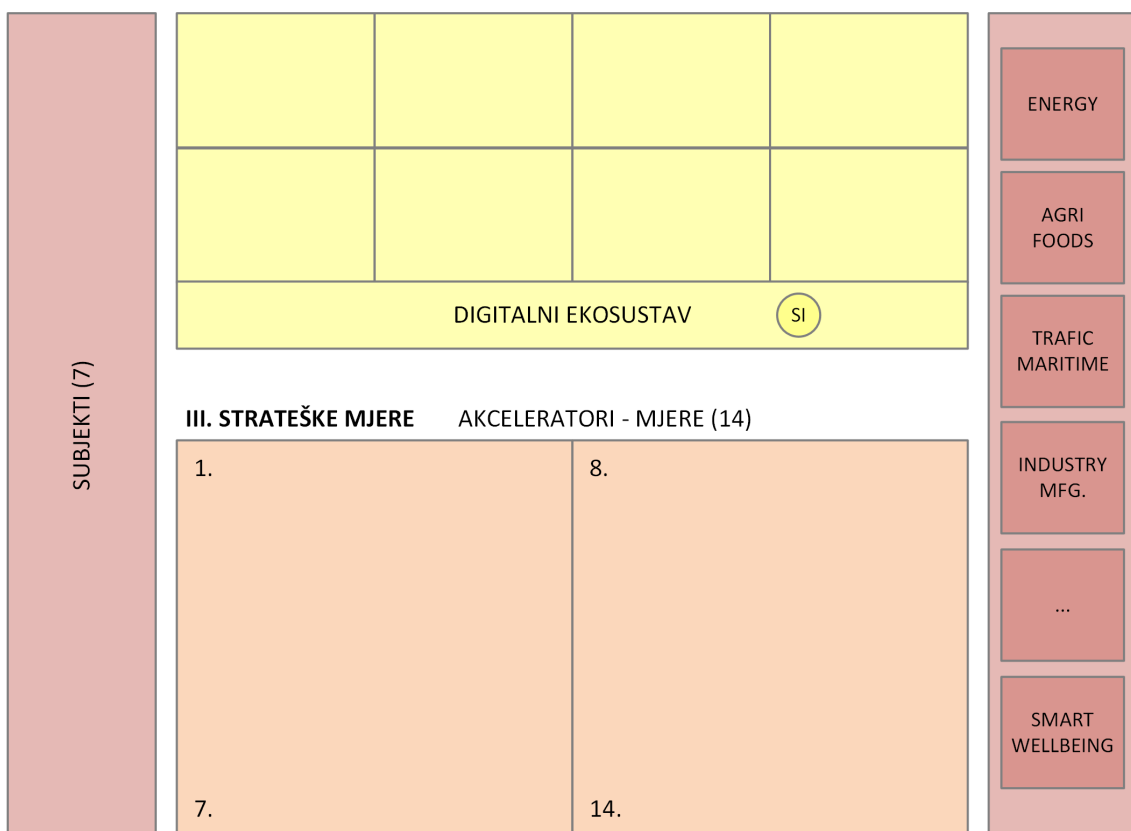 SUBJEKTI (7)
DIGITALNI EKOSUSTAV
SI
III. STRATEŠKE MJERE AKCELERATORI - MJERE (14)
1.
8.
7.
14.
ENERGY
AGRI
FOODS
TRAFIC
MARITIME
INDUSTRY
MFG.
...
SMART
WELLBEING